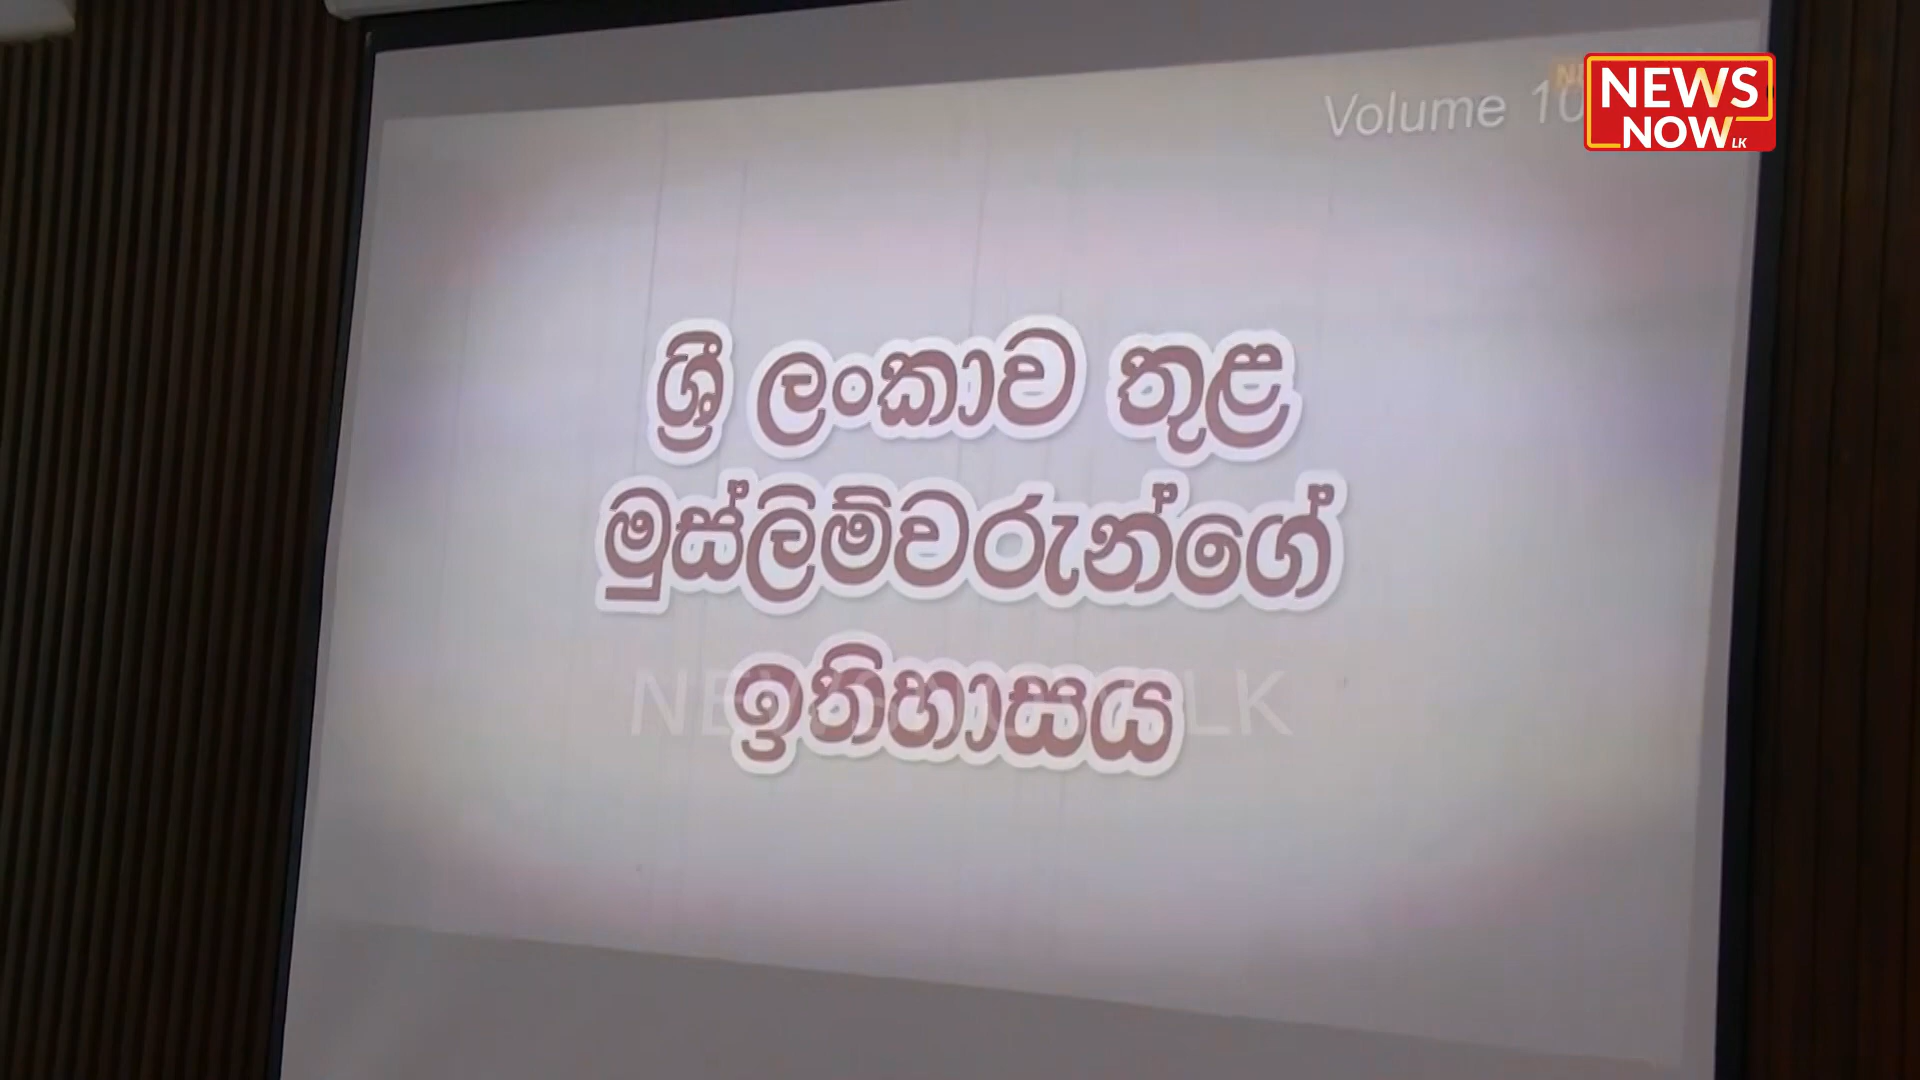 Volume 10
NEWS
NOW.LK
ශ්‍රී ලංකාව තුළ
මුස්ලිම්වරුන්ගේ
ඉතිහාසය